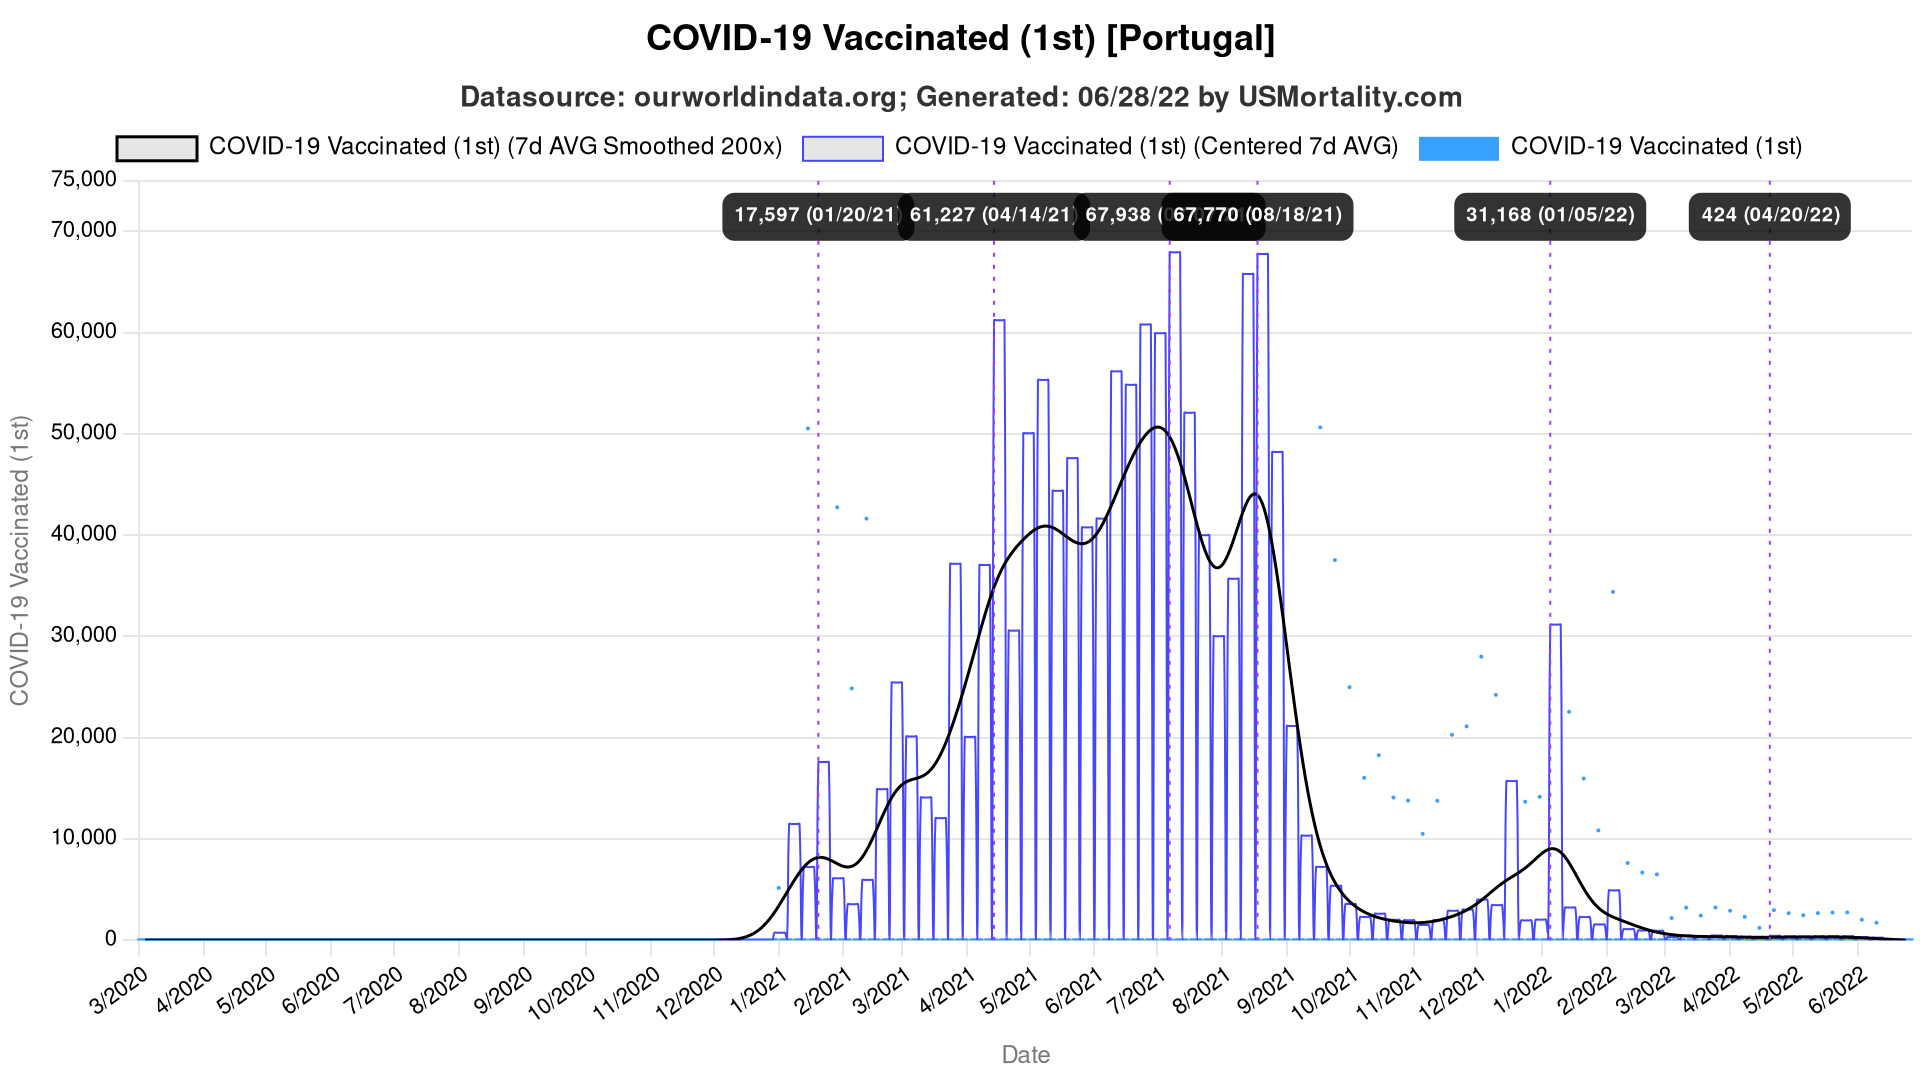 COVID-19 Vaccinated (1st) [Portugal]
Datasource: ourworldindata.org; Generated: 06/28/22 by USMortality.com
COVID-19 Vaccinated (1st) (7d AVG Smoothed 200x) COVID-19 Vaccinated (1st) (Centered 7d AVG) COVID-19 Vaccinated (1st)
75,000
17,597 (01/20/21) 61,227 (04/14/21) 67,938 67,770 (08/18/21) 31,168 (01/05/22) 424 (04/20/22)
70,000
60,000
50,000
40,000
30,000
20,000
10,000
0
COVID-19 Vaccinated (1st)
3/2020 4/2020 5/2020 6/2020 7/2020 8/2020 9/2020 10/2020 11/2020 12/2020 1/2021 2/2021 3/2021 4/2021 5/2021 6/2021 7/2021 8/2021 9/2021 10/2021 11/2021 12/2021 1/2022 2/2022 3/2022 4/2022 5/2022 6/2022
Date